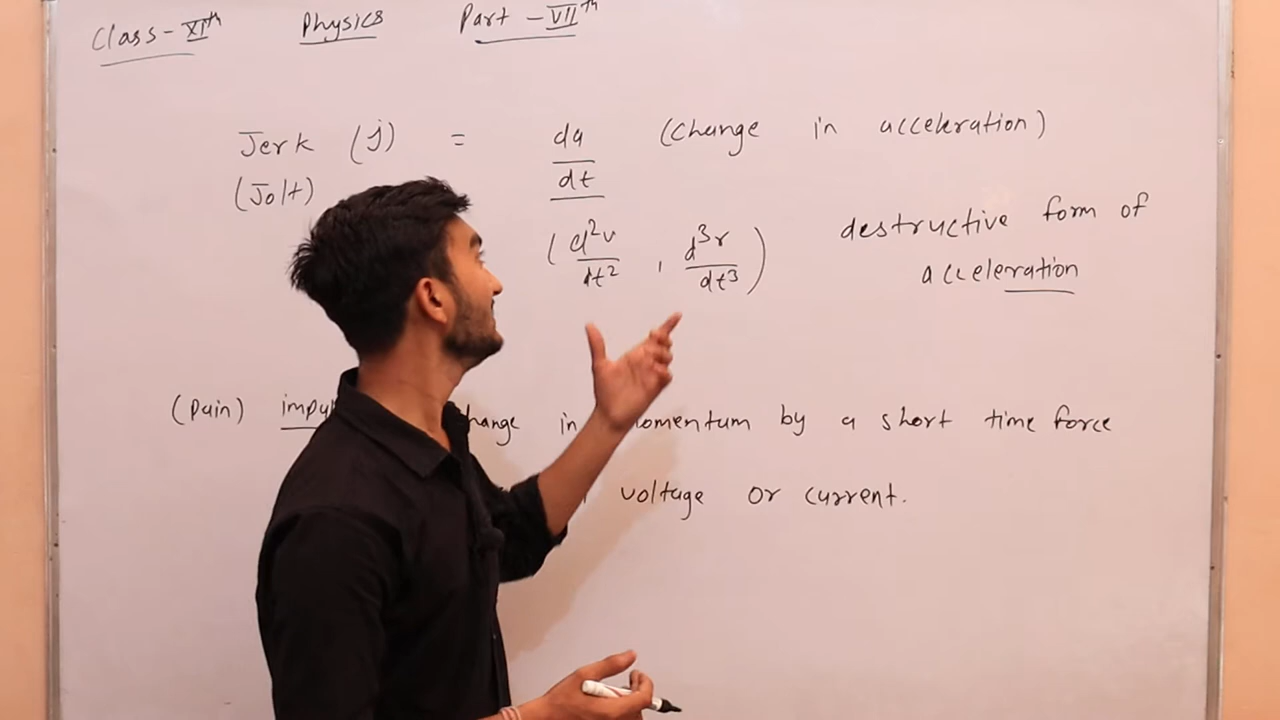 Class-XIth Physics Part-VIIth
Jerk (j) = da/dt (Change in acceleration)
(Jolt)
(d²v/dt², d³r/dt³) destructive form of
acceleration
(Pain) in momentum by a short time force
voltage or current.